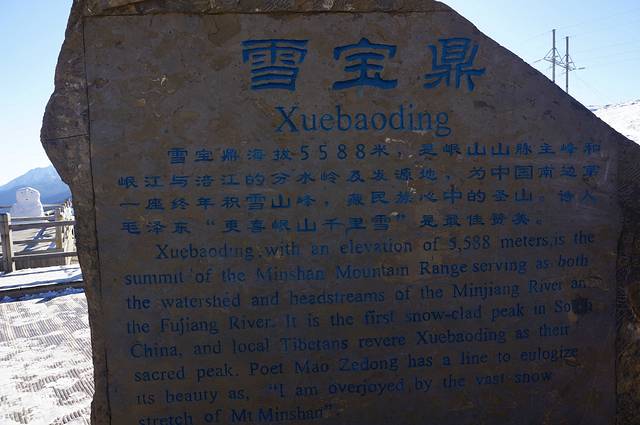 雪宝鼎
Xuebaoding
雪宝鼎海拔5588米，是岷山山脉主峰和
岷江与涪江的分水岭及发源地，为中国南边第
一座终年积雪山峰，藏民族心中的圣山。诗人
毛泽东“更喜岷山千里雪”是最佳赞美。
Xuebaoding,with an elevation of 5,588 meters,is the
summit of the Minshan Mountain Range serving as both
the watershed and headstreams of the Minjiang River an
the Fujiang River. It is the first snow-clad peak in South
China, and local Tibetans revere Xuebaoding as their
sacred peak. Poet Mao Zedong has a line to eulogize
its beauty as, "I am overjoyed by the vast snow
stretch of Mt Minshan".